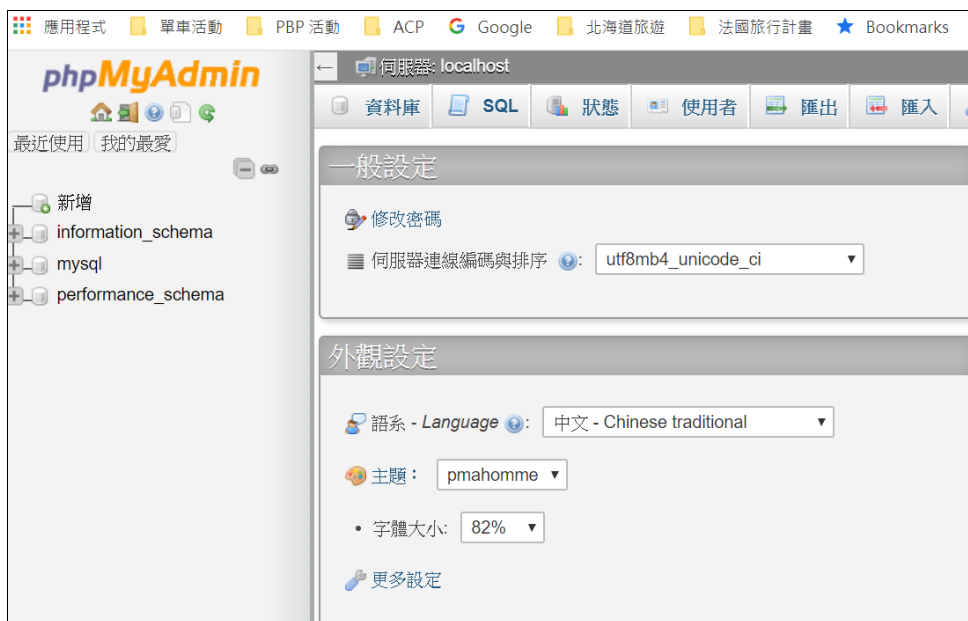 應用程式 單車活動 PBP 活動 ACP Google 北海道旅遊 法國旅行計畫 Bookmarks
phpMyAdmin
最近使用 我的最愛
新增
information_schema
mysql
performance_schema
← 伺服器: localhost
資料庫 SQL 狀態 使用者 匯出 匯入
一般設定
修改密碼
伺服器連線編碼與排序 : utf8mb4_unicode_ci
外觀設定
語系 - Language : 中文 - Chinese traditional
主題： pmahomme
• 字體大小: 82%
更多設定